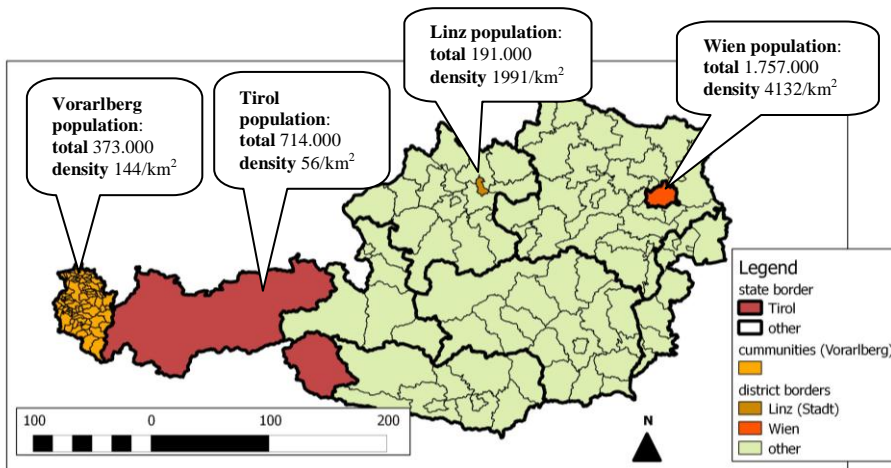 Linz population:
total 191.000
density 1991/km²
Wien population:
total 1.757.000
density 4132/km²
Vorarlberg
population:
total 373.000
density 144/km²
Tirol
population:
total 714.000
density 56/km²
Legend
state border
Tirol
other
cummunities (Vorarlberg)
district borders
Linz (Stadt)
Wien
other
100 0 100 200
N